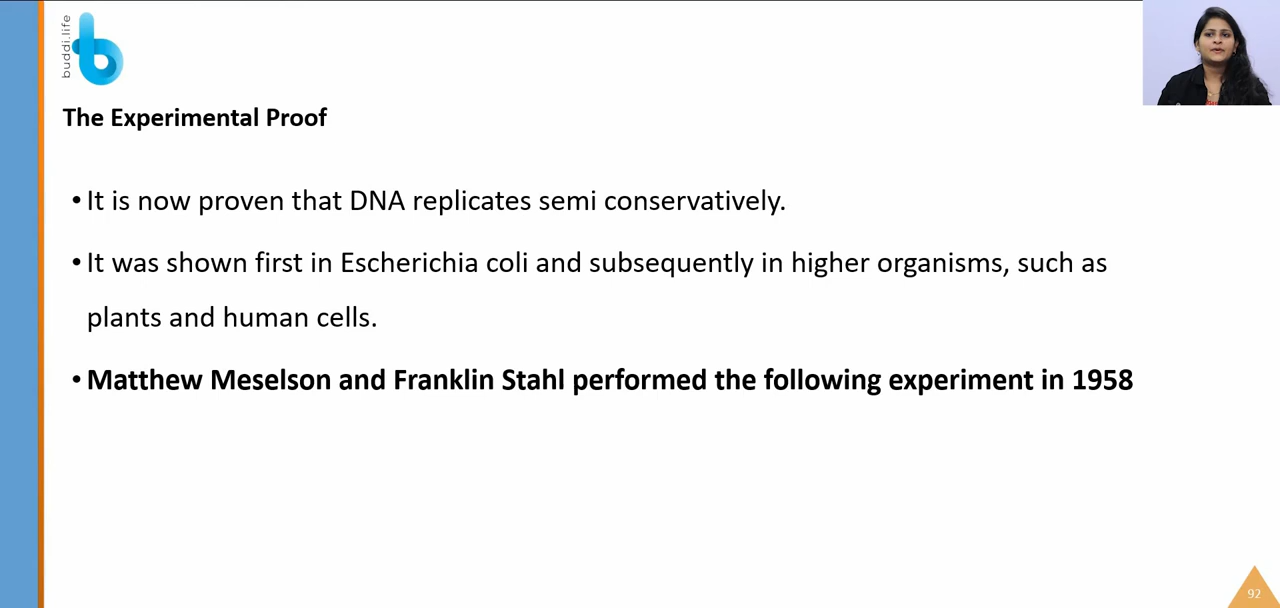 buddi.life
The Experimental Proof
• It is now proven that DNA replicates semi conservatively.
• It was shown first in Escherichia coli and subsequently in higher organisms, such as
plants and human cells.
• Matthew Meselson and Franklin Stahl performed the following experiment in 1958
92